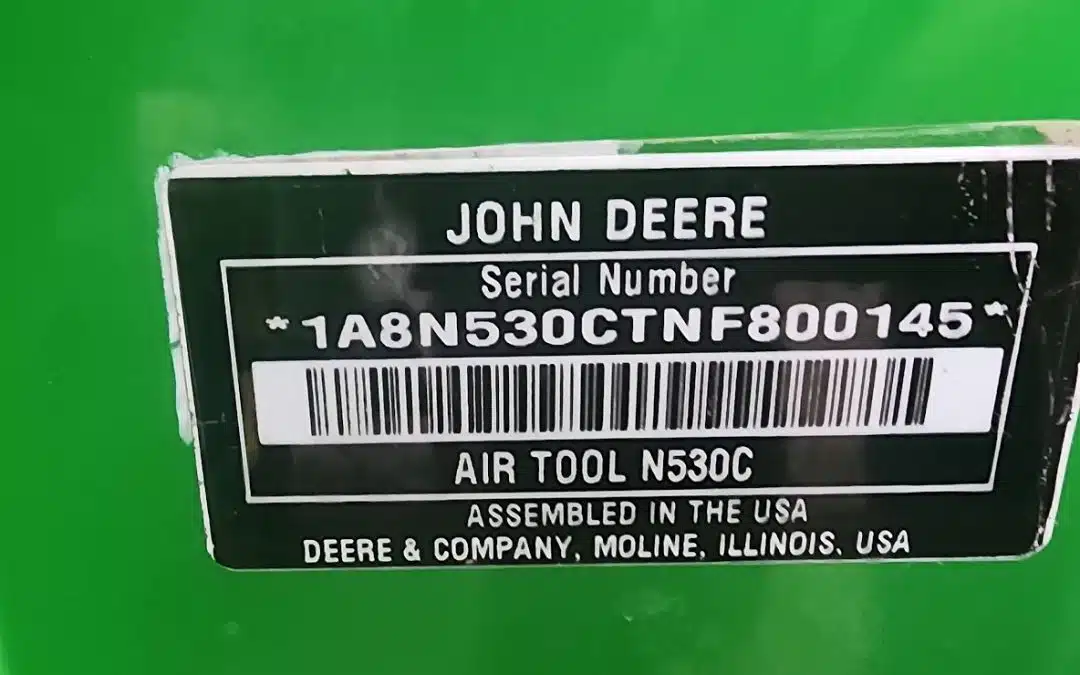 JOHN DEERE
Serial Number
*1A8N530CTNF800145*
AIR TOOL N530C
ASSEMBLED IN THE USA
DEERE & COMPANY, MOLINE, ILLINOIS, USA